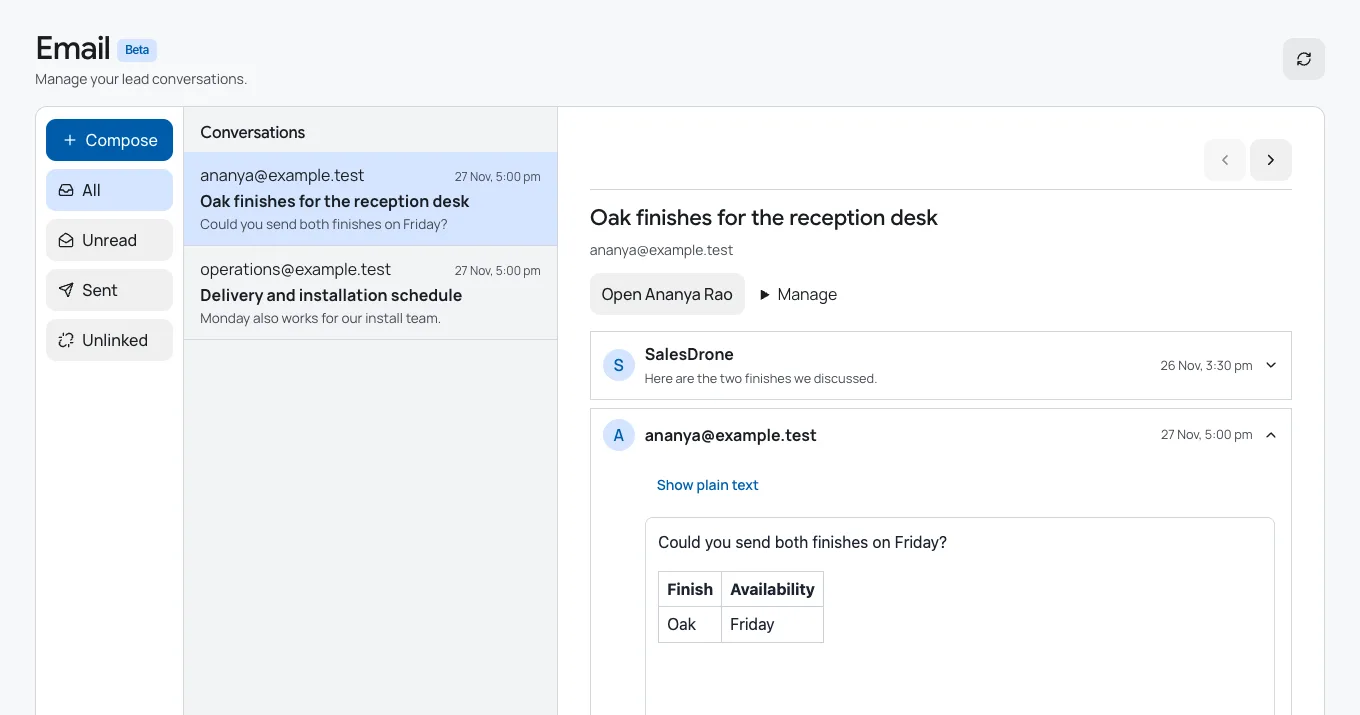 Email
Beta
Manage your lead conversations.
Compose
All
Unread
Sent
Unlinked
Conversations
ananya@example.test 27 Nov, 5:00 pm
Oak finishes for the reception desk
Could you send both finishes on Friday?
operations@example.test 27 Nov, 5:00 pm
Delivery and installation schedule
Monday also works for our install team.
Oak finishes for the reception desk
ananya@example.test
Open Ananya Rao Manage
S SalesDrone 26 Nov, 3:30 pm
Here are the two finishes we discussed.
A ananya@example.test 27 Nov, 5:00 pm
Show plain text
Could you send both finishes on Friday?
Finish Availability
Oak Friday